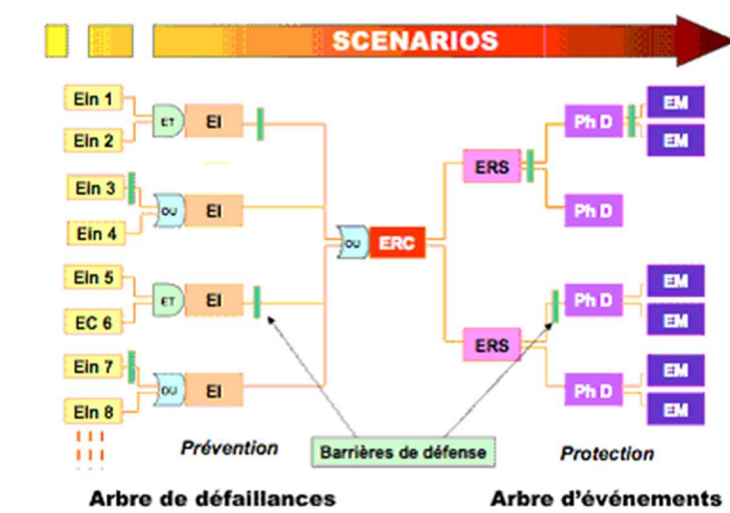 SCENARIOS
Ein 1
Ein 2
ET
EI
Ein 3
Ein 4
OU
EI
Ein 5
EC 6
ET
EI
Ein 7
Ein 8
OU
EI
OU
ERC
ERS
ERS
Ph D
Ph D
Ph D
Ph D
EM
EM
EM
EM
EM
EM
Prévention
Barrières de défense
Protection
Arbre de défaillances
Arbre d'événements